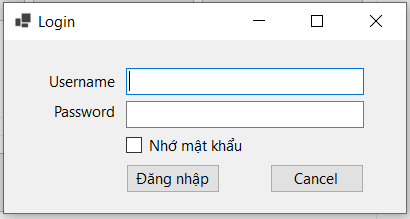 Login
Username
Password
Nhớ mật khẩu
Đăng nhập Cancel